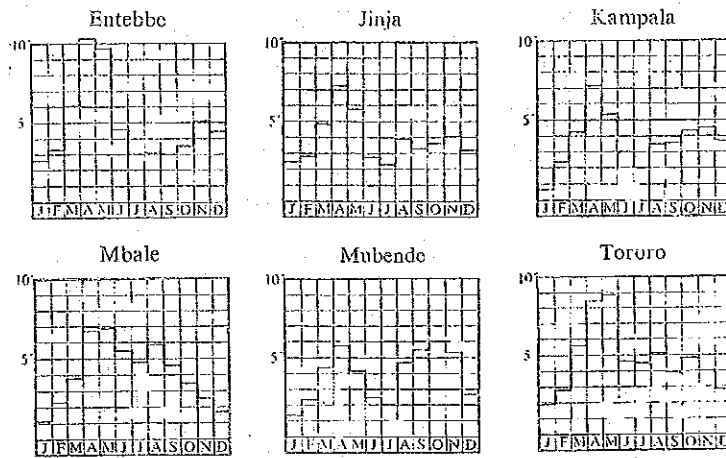 Entebbe Jinja Kampala
10" 10" 10"
5 5' 5"
J F M A M J J A S O N D J F M A M J J A S O N D J F M A M J J A S O N D
Mbale Mubende Tororo
10" 10" 10"
5" 5" 5
J F M A M J J A S O N D J F M A M J J A S O N D J F M A M J J A S O N D